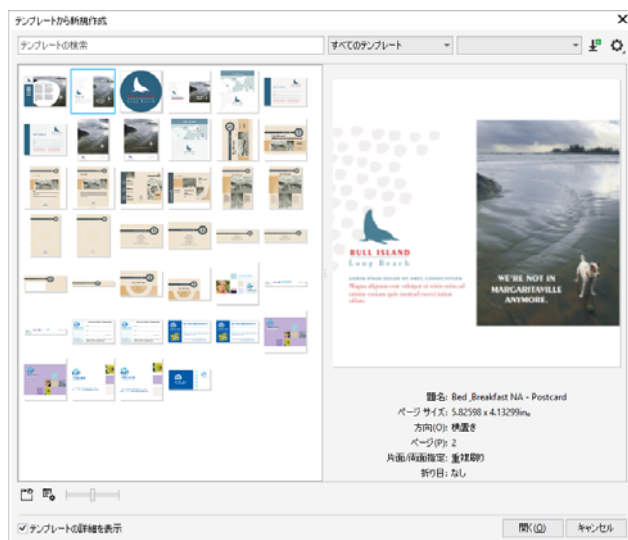 テンプレートから新規作成
テンプレートの検索
すべてのテンプレート
BULL ISLAND
Long Beach
WE'RE NOT IN
MARGARITAVILLE
ANYMORE.
題名: Bed_Breakfast NA - Postcard
ページ サイズ: 5.82598 x 4.13299in。
方向(O): 横置き
ページ(P): 2
片面/両面指定: 重複刷り
折り目: なし
テンプレートの詳細を表示
開く(O)
キャンセル